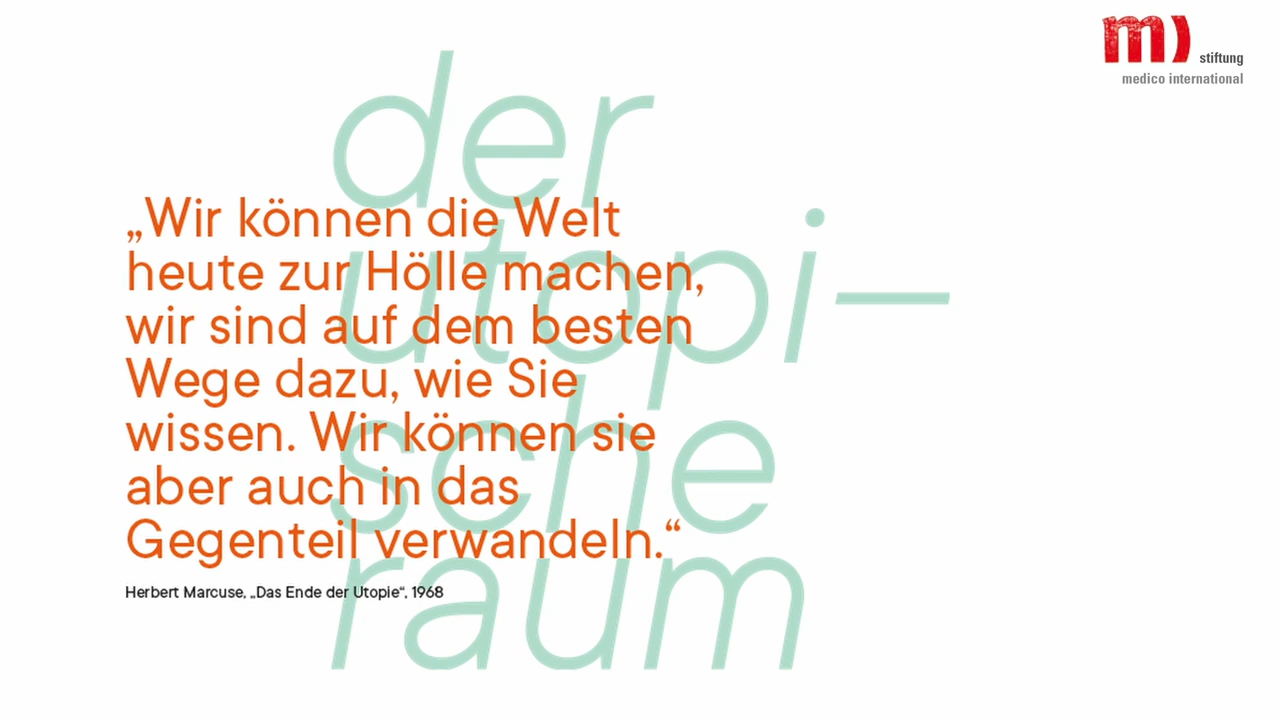 stiftung
medico international
der
utopi–
sche
raum
„Wir können die Welt
heute zur Hölle machen,
wir sind auf dem besten
Wege dazu, wie Sie
wissen. Wir können sie
aber auch in das
Gegenteil verwandeln.“
Herbert Marcuse, „Das Ende der Utopie“, 1968